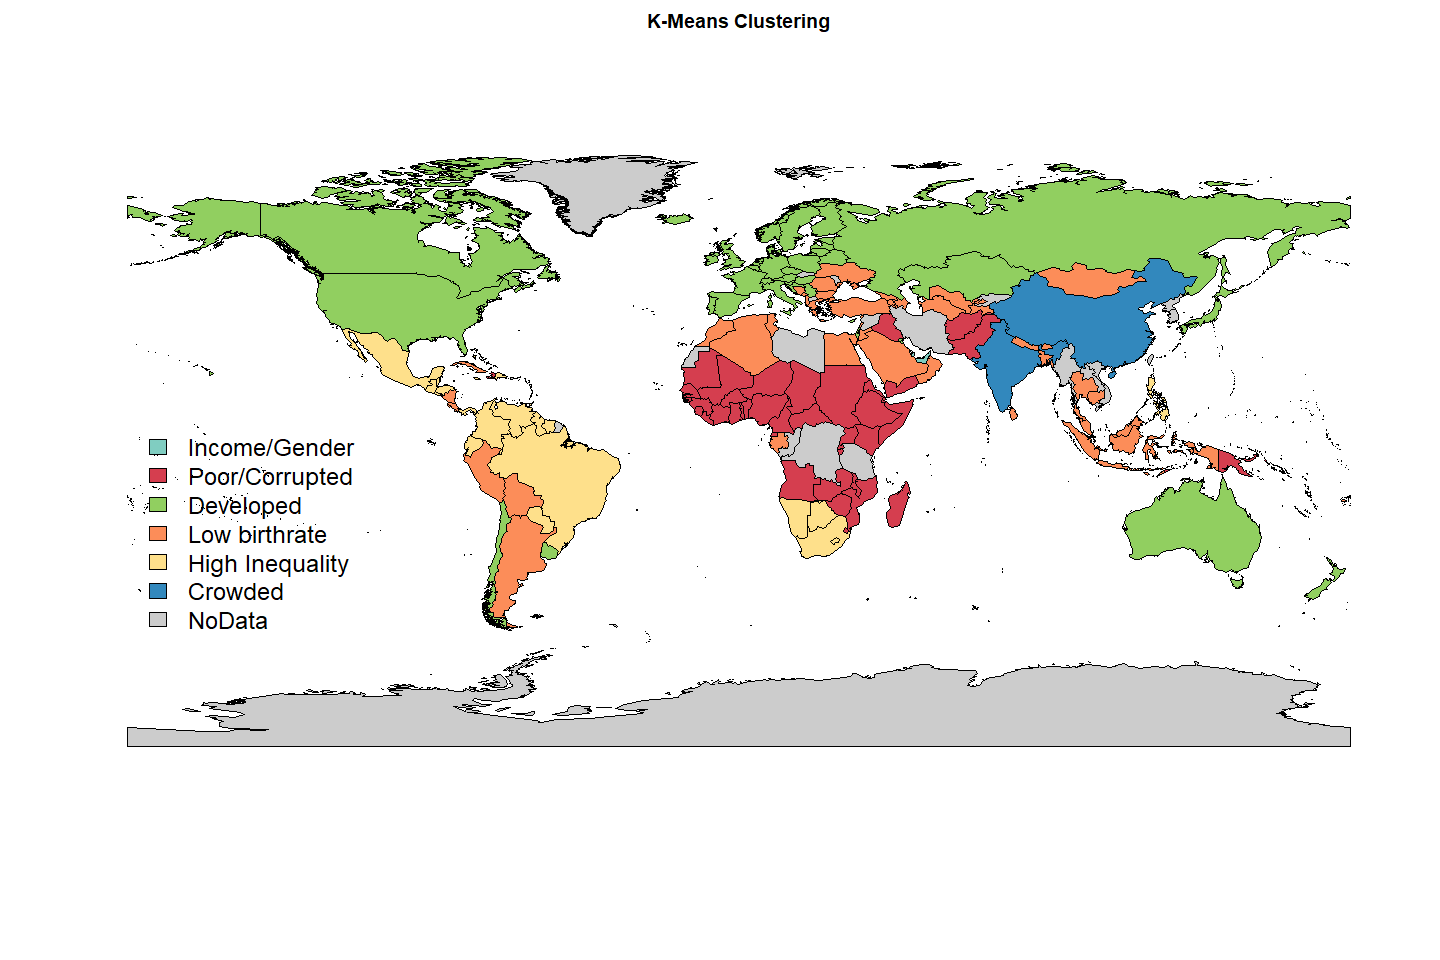 K-Means Clustering
Income/Gender
Poor/Corrupted
Developed
Low birthrate
High Inequality
Crowded
NoData